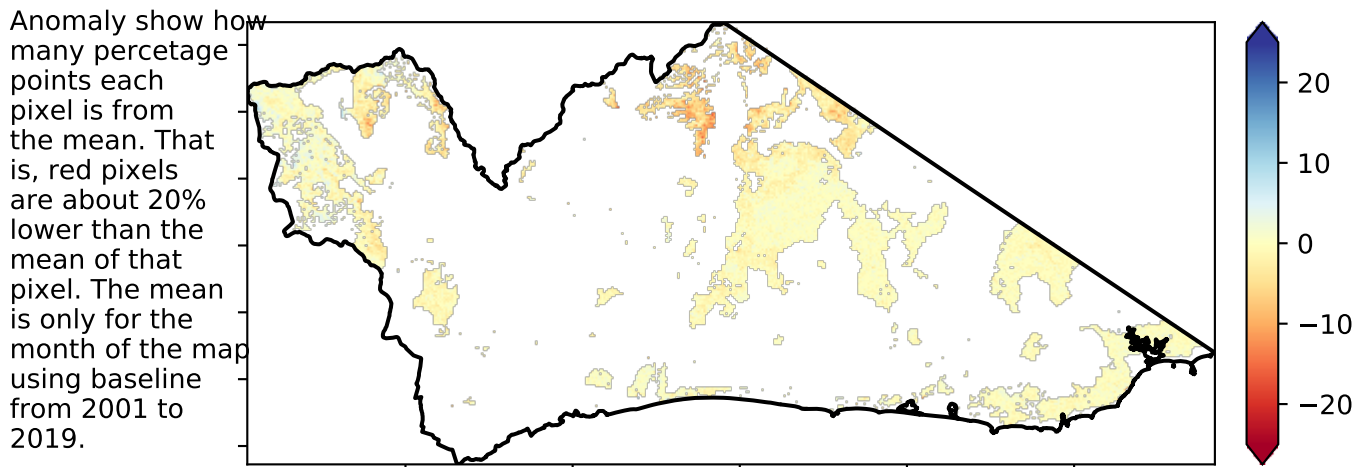 Anomaly show how
many percetage
points each
pixel is from
the mean. That
is, red pixels
are about 20%
lower than the
mean of that
pixel. The mean
is only for the
month of the map
using baseline
from 2001 to
2019.
20
10
0
−10
−20